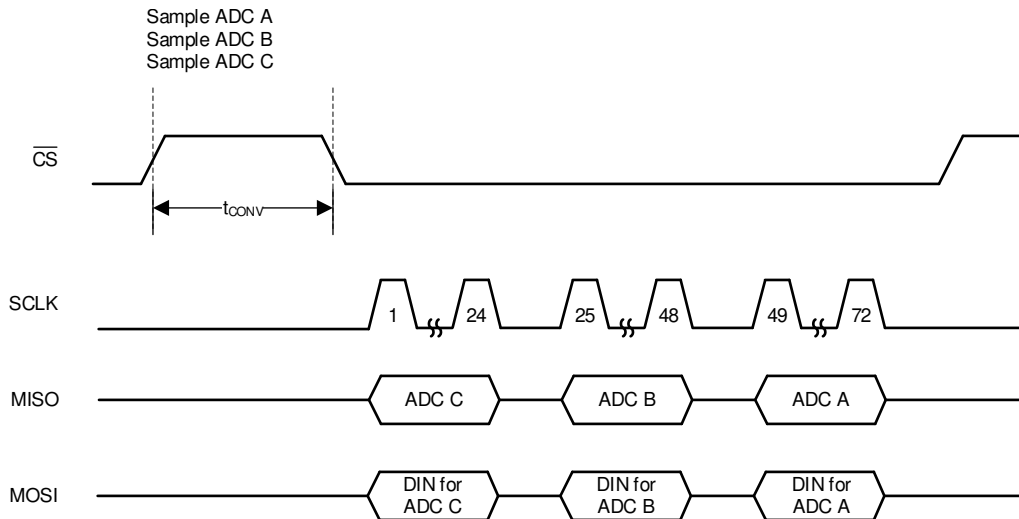 Sample ADC A
Sample ADC B
Sample ADC C
CS
tCONV
SCLK
1 24 25 48 49 72
MISO
ADC C ADC B ADC A
MOSI
DIN for DIN for DIN for
ADC C ADC B ADC A